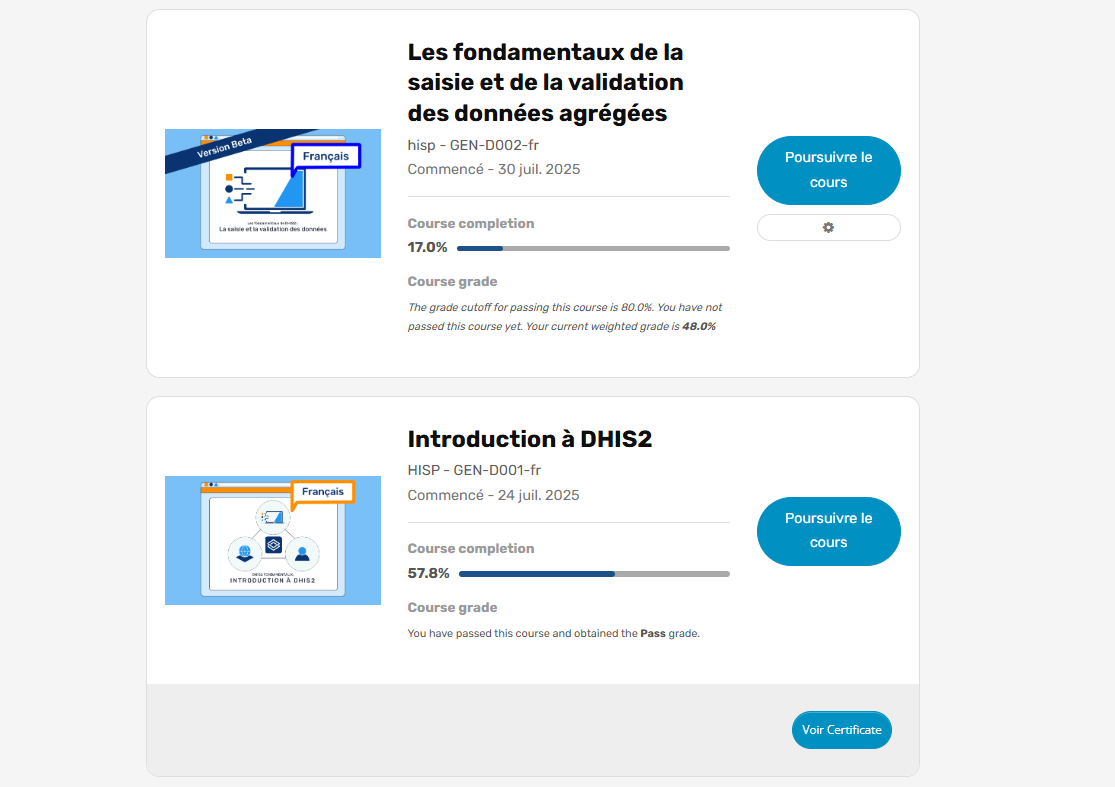 Les fondamentaux de la
saisie et de la validation
des données agrégées
hisp - GEN-D002-fr
Commencé - 30 juil. 2025
Version Beta
Français
Les fondamentaux de DHIS2:
La saisie et la validation des données
Course completion
17.0%
Course grade
The grade cutoff for passing this course is 80.0%. You have not
passed this course yet. Your current weighted grade is 48.0%
Poursuivre le
cours
Introduction à DHIS2
HISP - GEN-D001-fr
Commencé - 24 juil. 2025
Français
INTRODUCTION À DHIS2
Course completion
57.8%
Course grade
You have passed this course and obtained the Pass grade.
Poursuivre le
cours
Voir Certificate